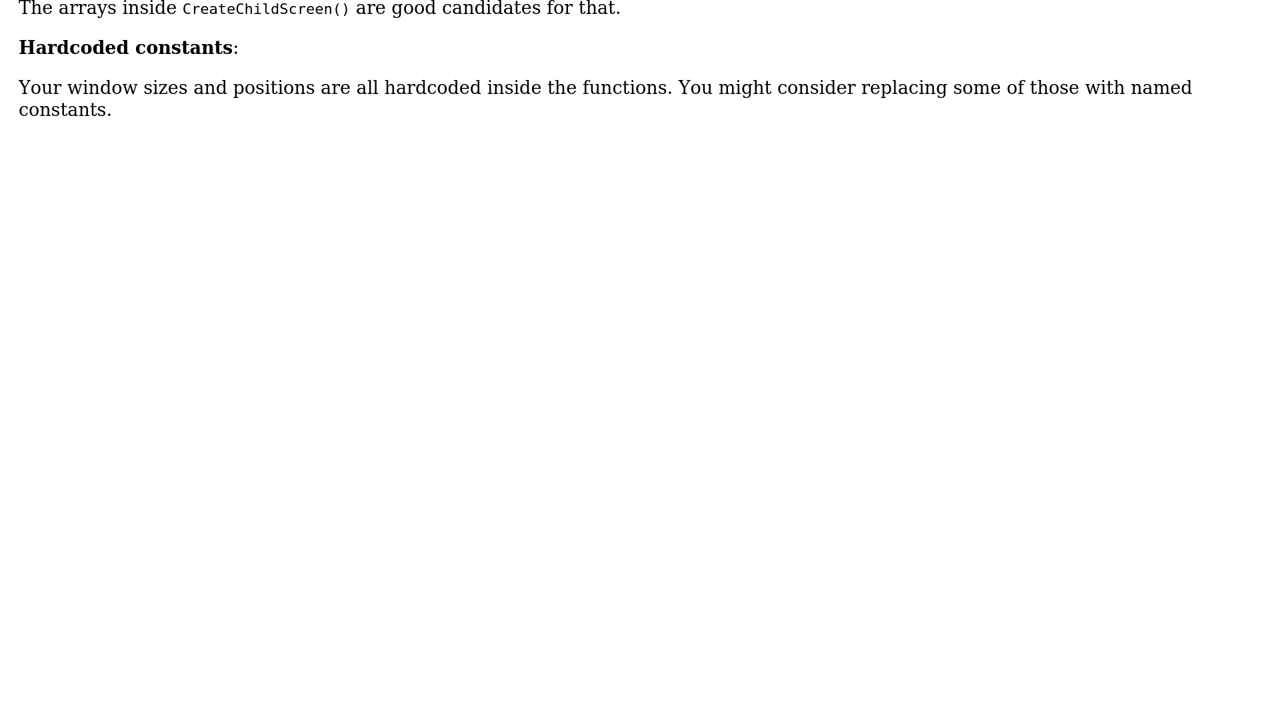 The arrays inside CreateChildScreen() are good candidates for that.
Hardcoded constants:
Your window sizes and positions are all hardcoded inside the functions. You might consider replacing some of those with named
constants.